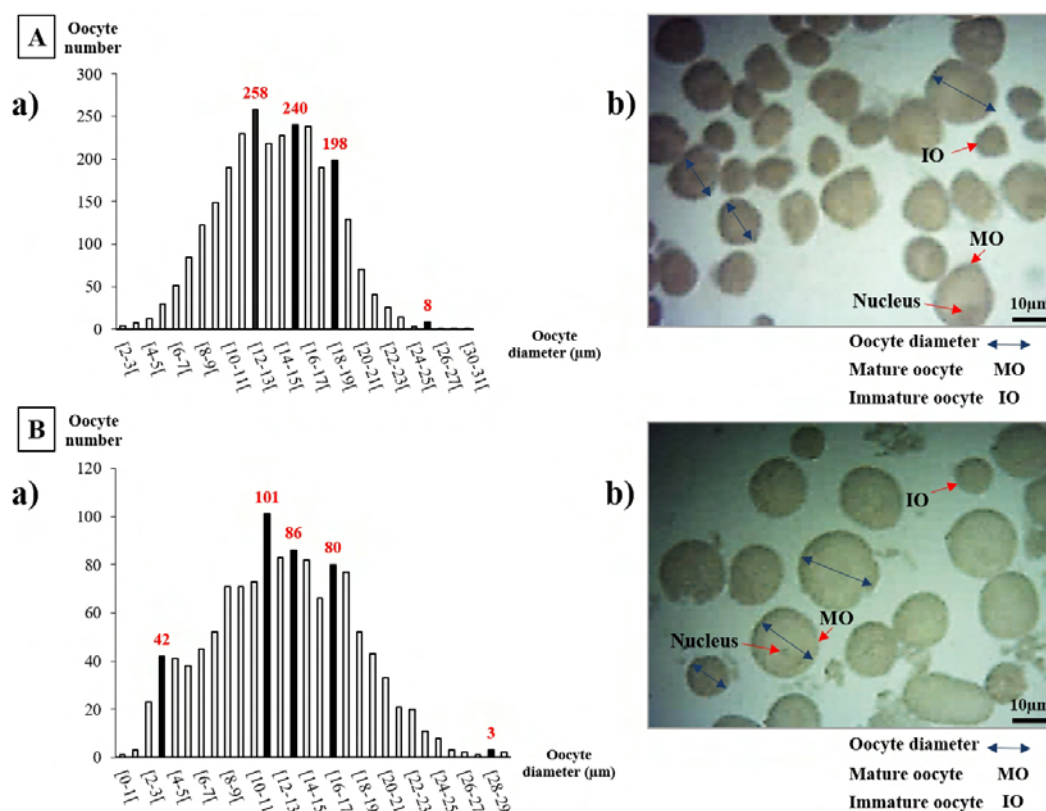 A
Oocyte
number
a)
300
250
200
150
100
50
0
258
240
198
8
[2-3[
[4-5[
[6-7[
[8-9[
[10-11[
[12-13[
[14-15[
[16-17[
[18-19[
[20-21[
[22-23[
[24-25[
[26-27[
[30-31[
Oocyte
diameter (µm)
b)
IO
MO
Nucleus
10µm
Oocyte diameter
Mature oocyte MO
Immature oocyte IO
B
Oocyte
number
a)
120
100
80
60
40
20
0
42
101
86
80
3
[0-1[
[2-3[
[4-5[
[6-7[
[8-9[
[10-11
[12-13
[14-15
[16-17
[18-19
[20-21
[22-23
[24-25
[26-27
[28-29
Oocyte
diameter (µm)
b)
IO
MO
Nucleus
10µm
Oocyte diameter
Mature oocyte MO
Immature oocyte IO